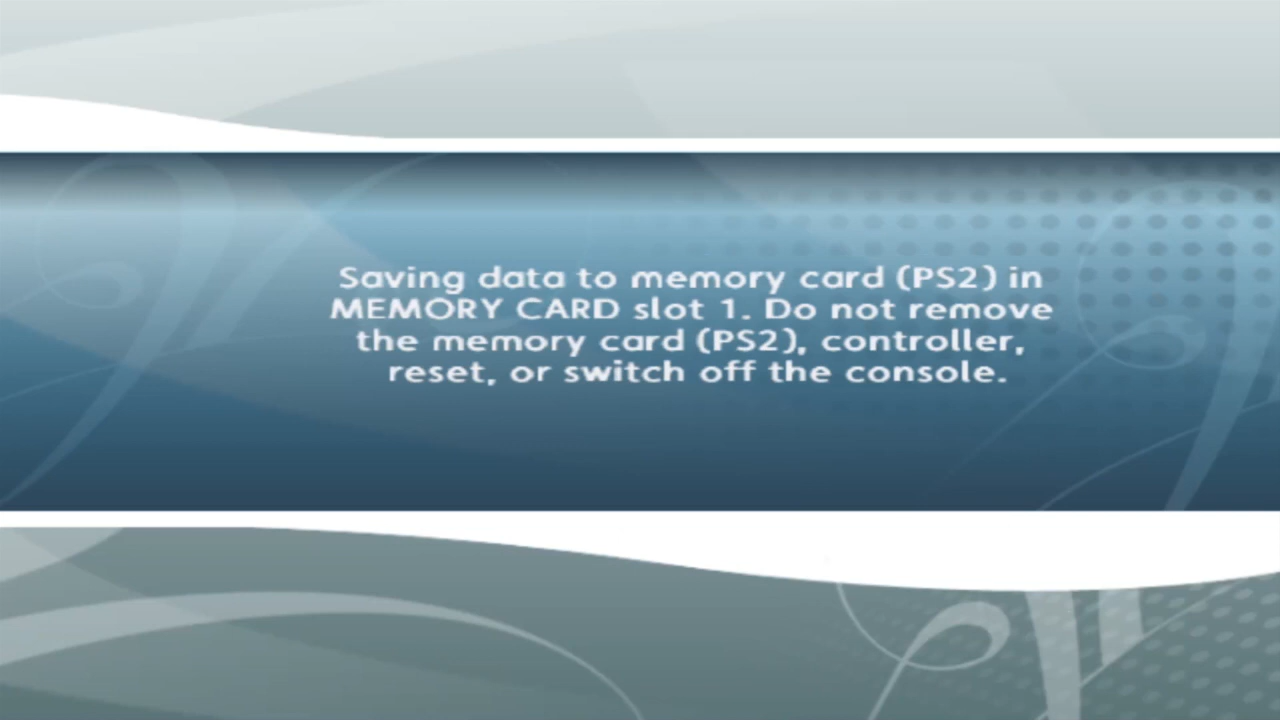 Saving data to memory card (PS2) in
MEMORY CARD slot 1. Do not remove
the memory card (PS2), controller,
reset, or switch off the console.